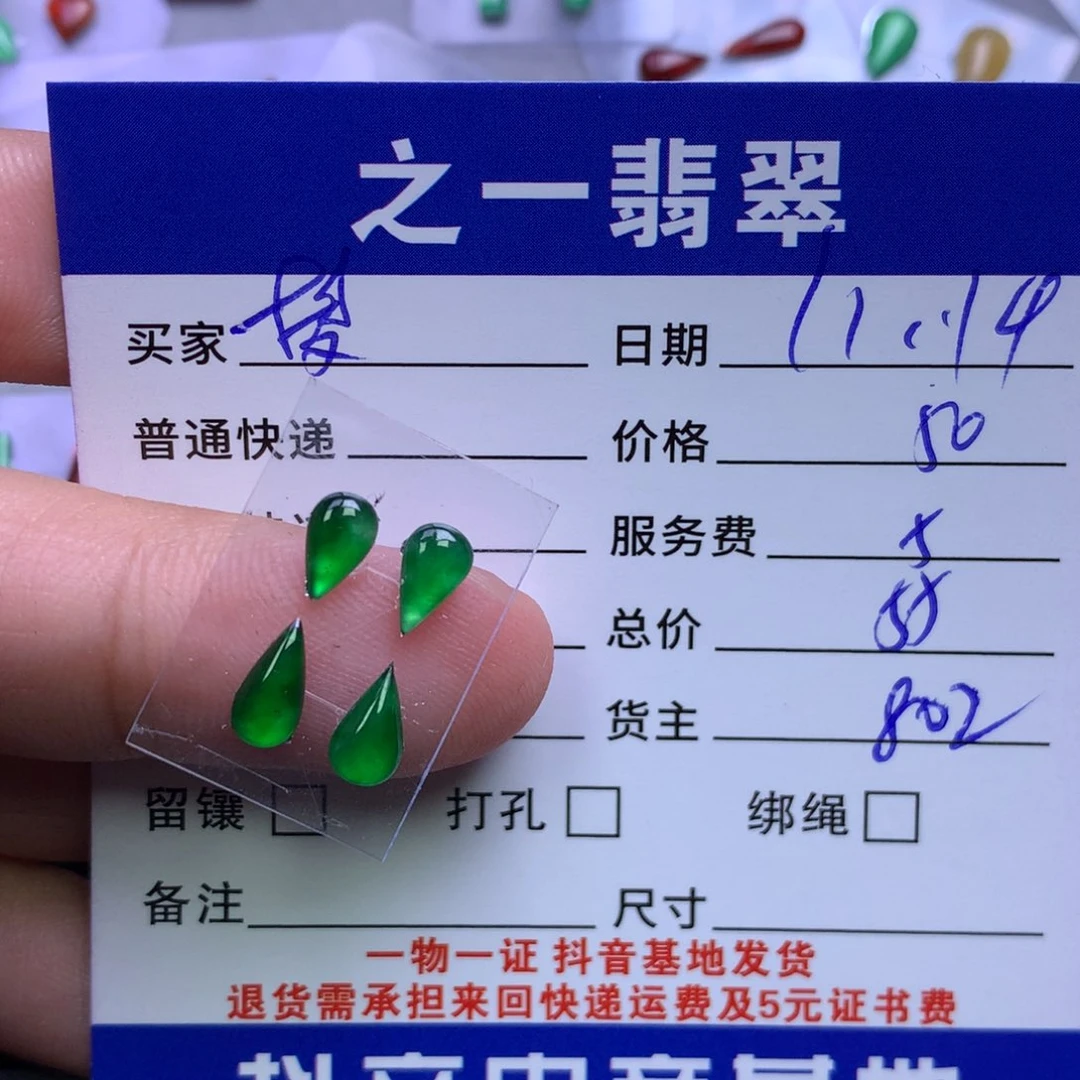 之一翡翠
买家 日期 11.14
普通快递 价格 50
服务费 5
总价 55
货主 802
留镶 打孔 绑绳
备注 尺寸
一物一证 抖音基地发货
退货需承担来回快递运费及5元证书费